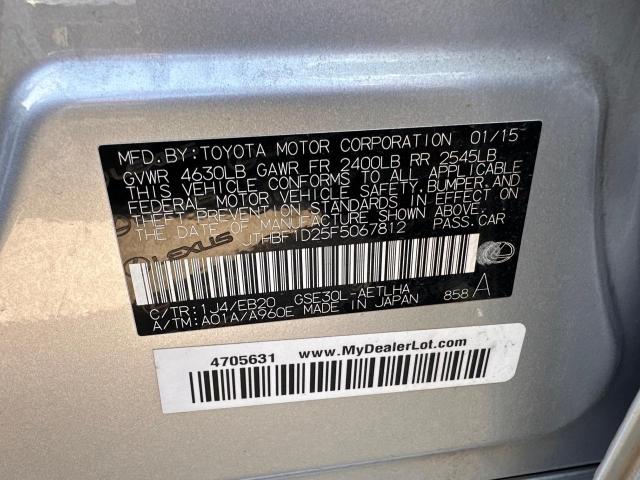 MFD.BY:TOYOTA MOTOR CORPORATION 01/15
GVWR 4630LB GAWR FR 2400LB RR 2545LB
THIS VEHICLE CONFORMS TO ALL APPLICABLE
FEDERAL MOTOR VEHICLE SAFETY, BUMPER, AND
THEFT PREVENTION STANDARDS IN EFFECT ON
THE DATE OF MANUFACTURE SHOWN ABOVE.
JTHBF1D25F5067812 PASS.CAR
LEXUS
C/TR:1J4/EB20 GSE30L-AETLHA
A/TM:A01A/A960E MADE IN JAPAN 858 A
4705631 www.MyDealerLot.com